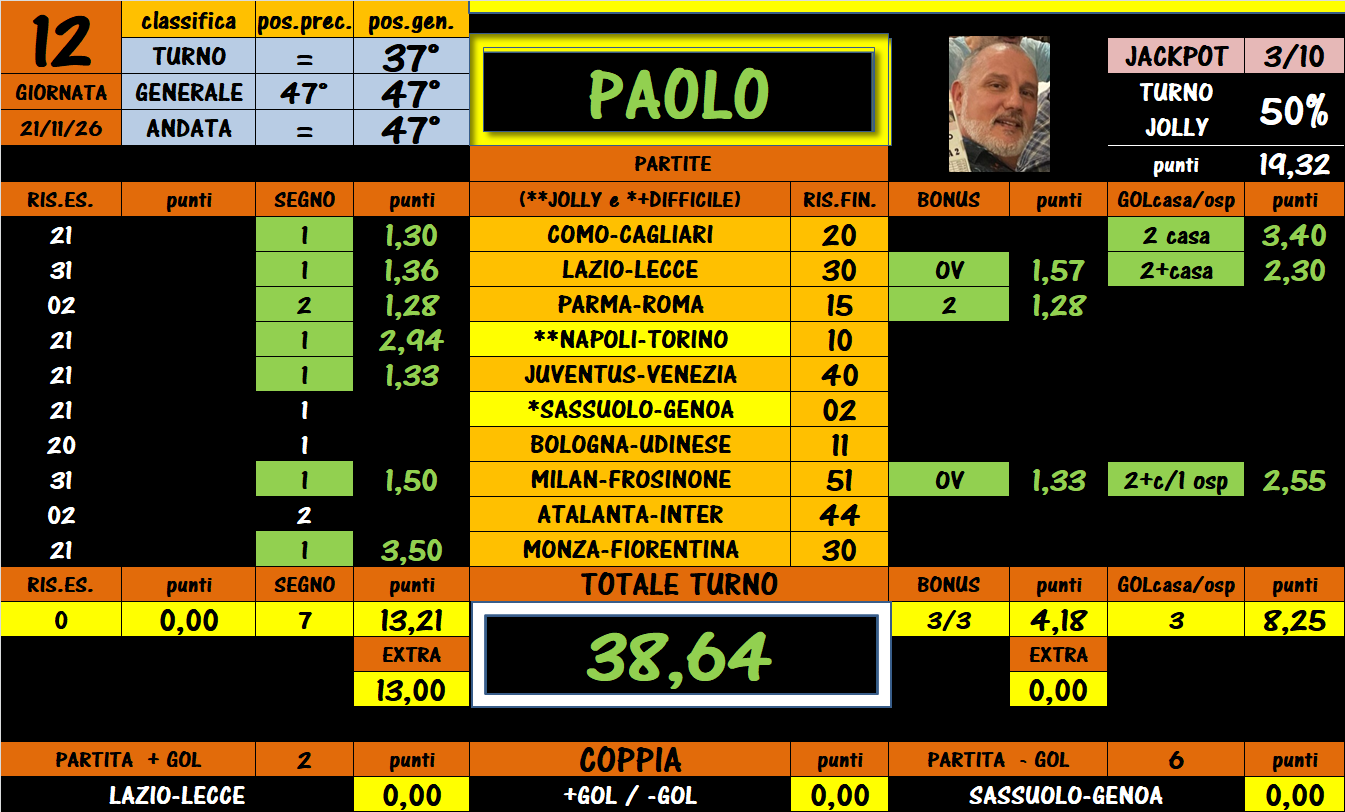 12 classifica pos.prec. pos.gen.
TURNO = 37°
GIORNATA GENERALE 47° 47°
21/11/26 ANDATA = 47°
PAOLO
JACKPOT 3/10
TURNO JOLLY 50%
punti 19,32
PARTITE
RIS.ES. punti SEGNO punti (**JOLLY e *+DIFFICILE) RIS.FIN. BONUS punti GOLcasa/osp punti
21 1 1,30 COMO-CAGLIARI 20 2 casa 3,40
31 1 1,36 LAZIO-LECCE 30 OV 1,57 2+casa 2,30
02 2 1,28 PARMA-ROMA 15 2 1,28
21 1 2,94 **NAPOLI-TORINO 10
21 1 1,33 JUVENTUS-VENEZIA 40
21 1 *SASSUOLO-GENOA 02
20 1 BOLOGNA-UDINESE 11
31 1 1,50 MILAN-FROSINONE 51 OV 1,33 2+c/1 osp 2,55
02 2 ATALANTA-INTER 44
21 1 3,50 MONZA-FIORENTINA 30
RIS.ES. punti SEGNO punti TOTALE TURNO BONUS punti GOLcasa/osp punti
0 0,00 7 13,21 38,64 3/3 4,18 3 8,25
EXTRA EXTRA
13,00 0,00
PARTITA + GOL 2 punti COPPIA punti PARTITA - GOL 6 punti
LAZIO-LECCE 0,00 +GOL / -GOL 0,00 SASSUOLO-GENOA 0,00